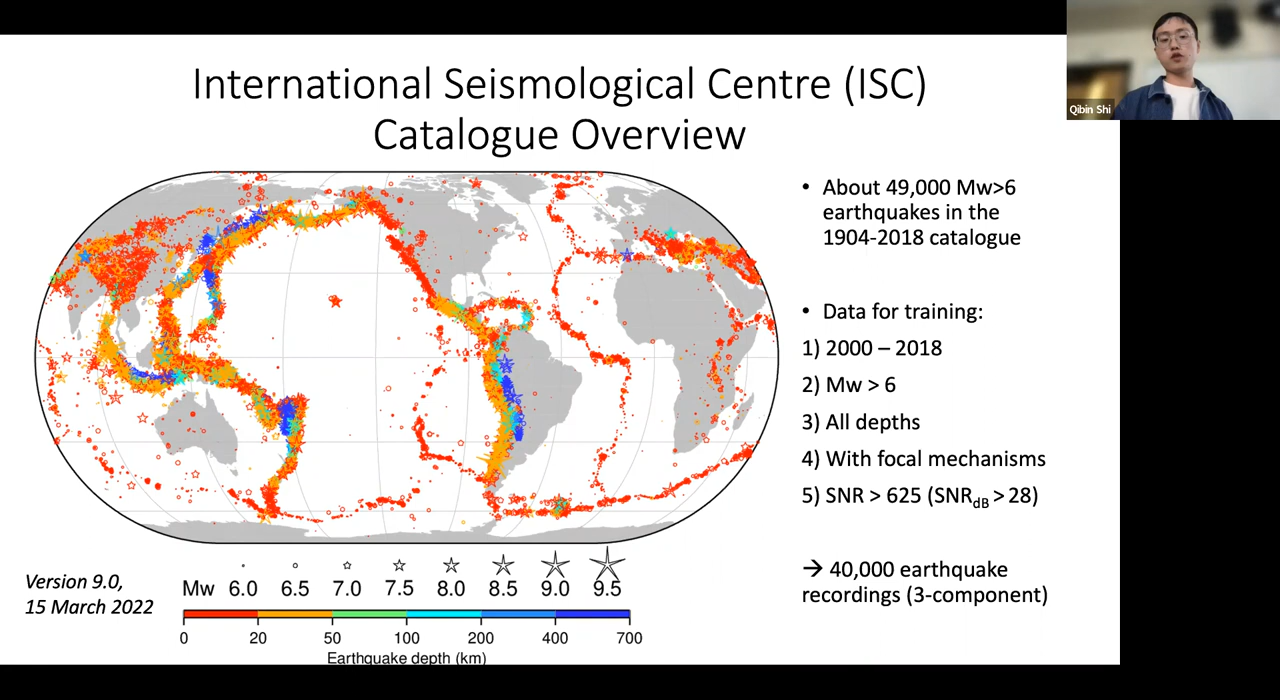 International Seismological Centre (ISC)
Catalogue Overview
Qibin Shi
• About 49,000 Mw>6
earthquakes in the
1904-2018 catalogue
• Data for training:
1) 2000 – 2018
2) Mw > 6
3) All depths
4) With focal mechanisms
5) SNR > 625 (SNRdB > 28)
→ 40,000 earthquake
recordings (3-component)
Version 9.0,
15 March 2022
Mw 6.0 6.5 7.0 7.5 8.0 8.5 9.0 9.5
0 20 50 100 200 400 700
Earthquake depth (km)